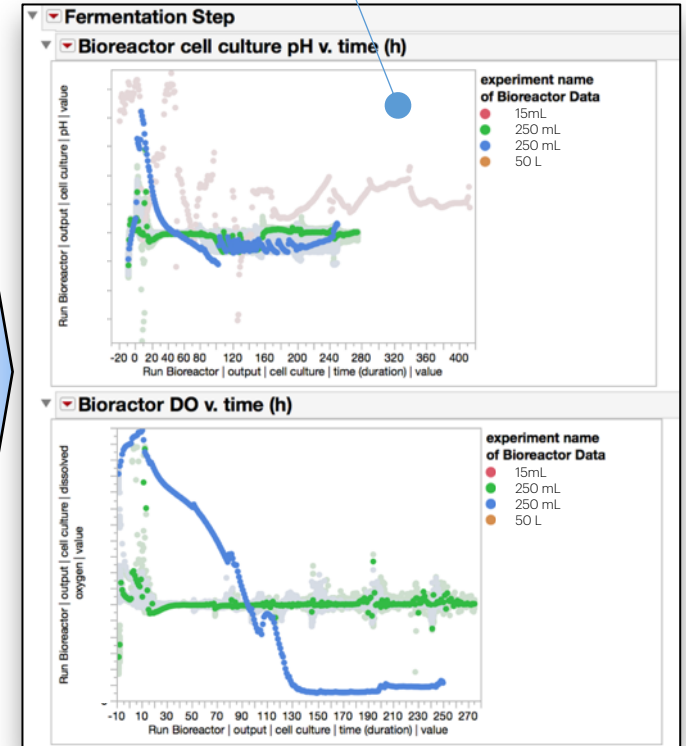 Fermentation Step
Bioreactor cell culture pH v. time (h)
Run Bioreactor | output | cell culture | pH | value
experiment name
of Bioreactor Data
15mL
250 mL
250 mL
50 L
-20 0 20 40 60 80 120 160 200 240 280 320 360 400
Run Bioreactor | output | cell culture | time (duration) | value
Bioractor DO v. time (h)
Run Bioreactor | output | cell culture | dissolved
oxygen | value
experiment name
of Bioreactor Data
15mL
250 mL
250 mL
50 L
-10 10 30 50 70 90 110 130 150 170 190 210 230 250 270
Run Bioreactor | output | cell culture | time (duration) | value